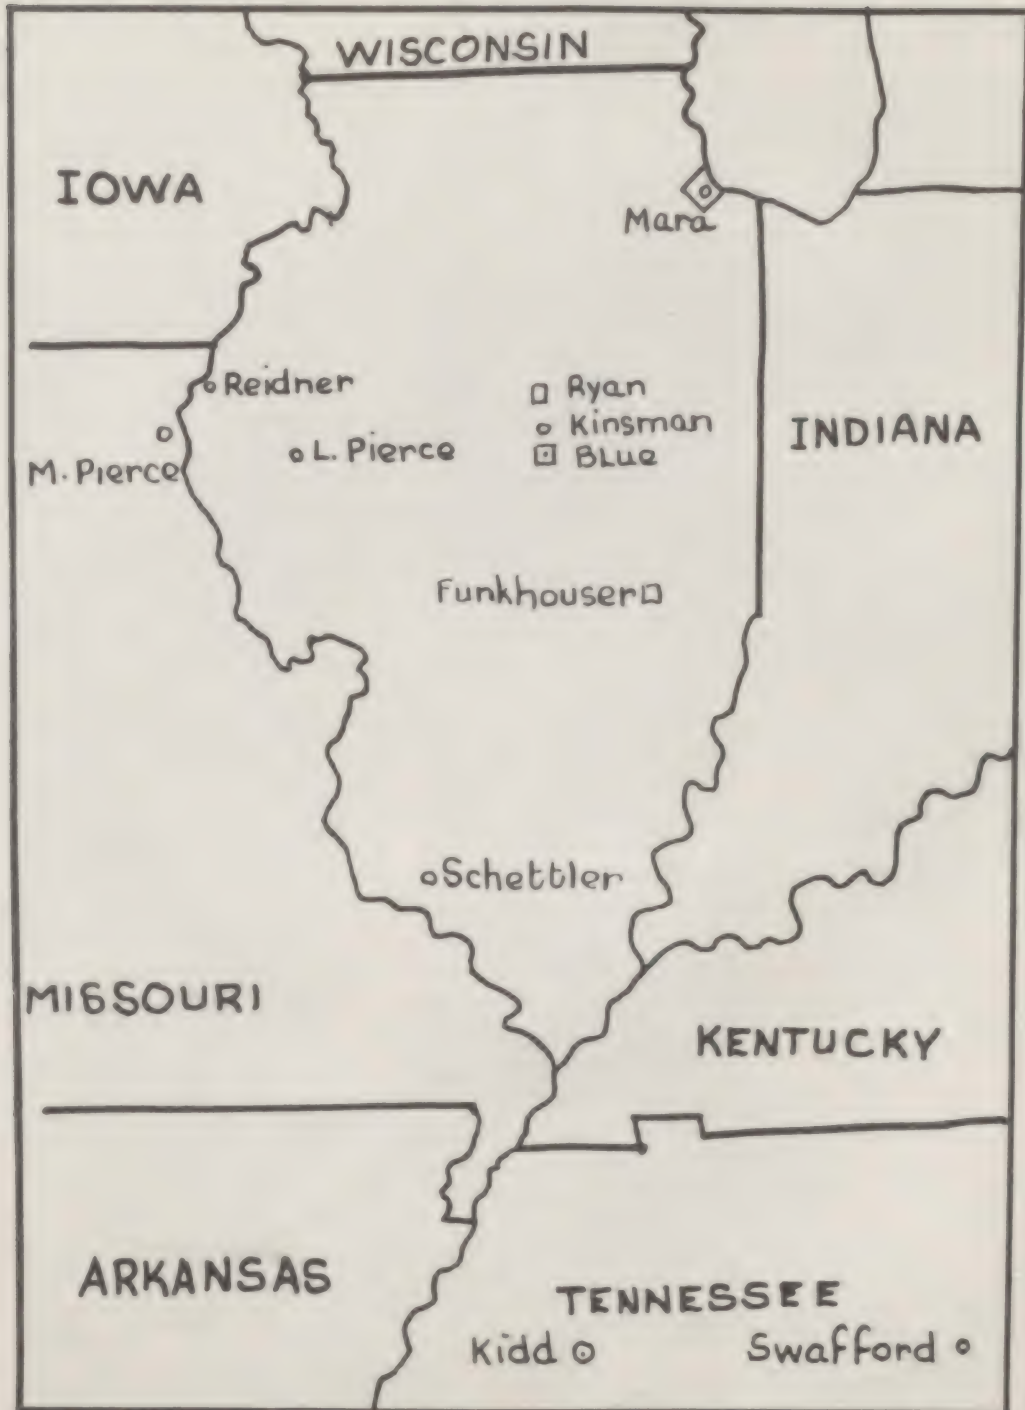 WISCONSIN
IOWA
Mara
Reidner
Ryan
Kinsman
INDIANA
M. Pierce
L. Pierce
BLue
Funkhouser
Schettler
MISSOURI
KENTUCKY
ARKANSAS
TENNESSEE
Kidd
Swafford